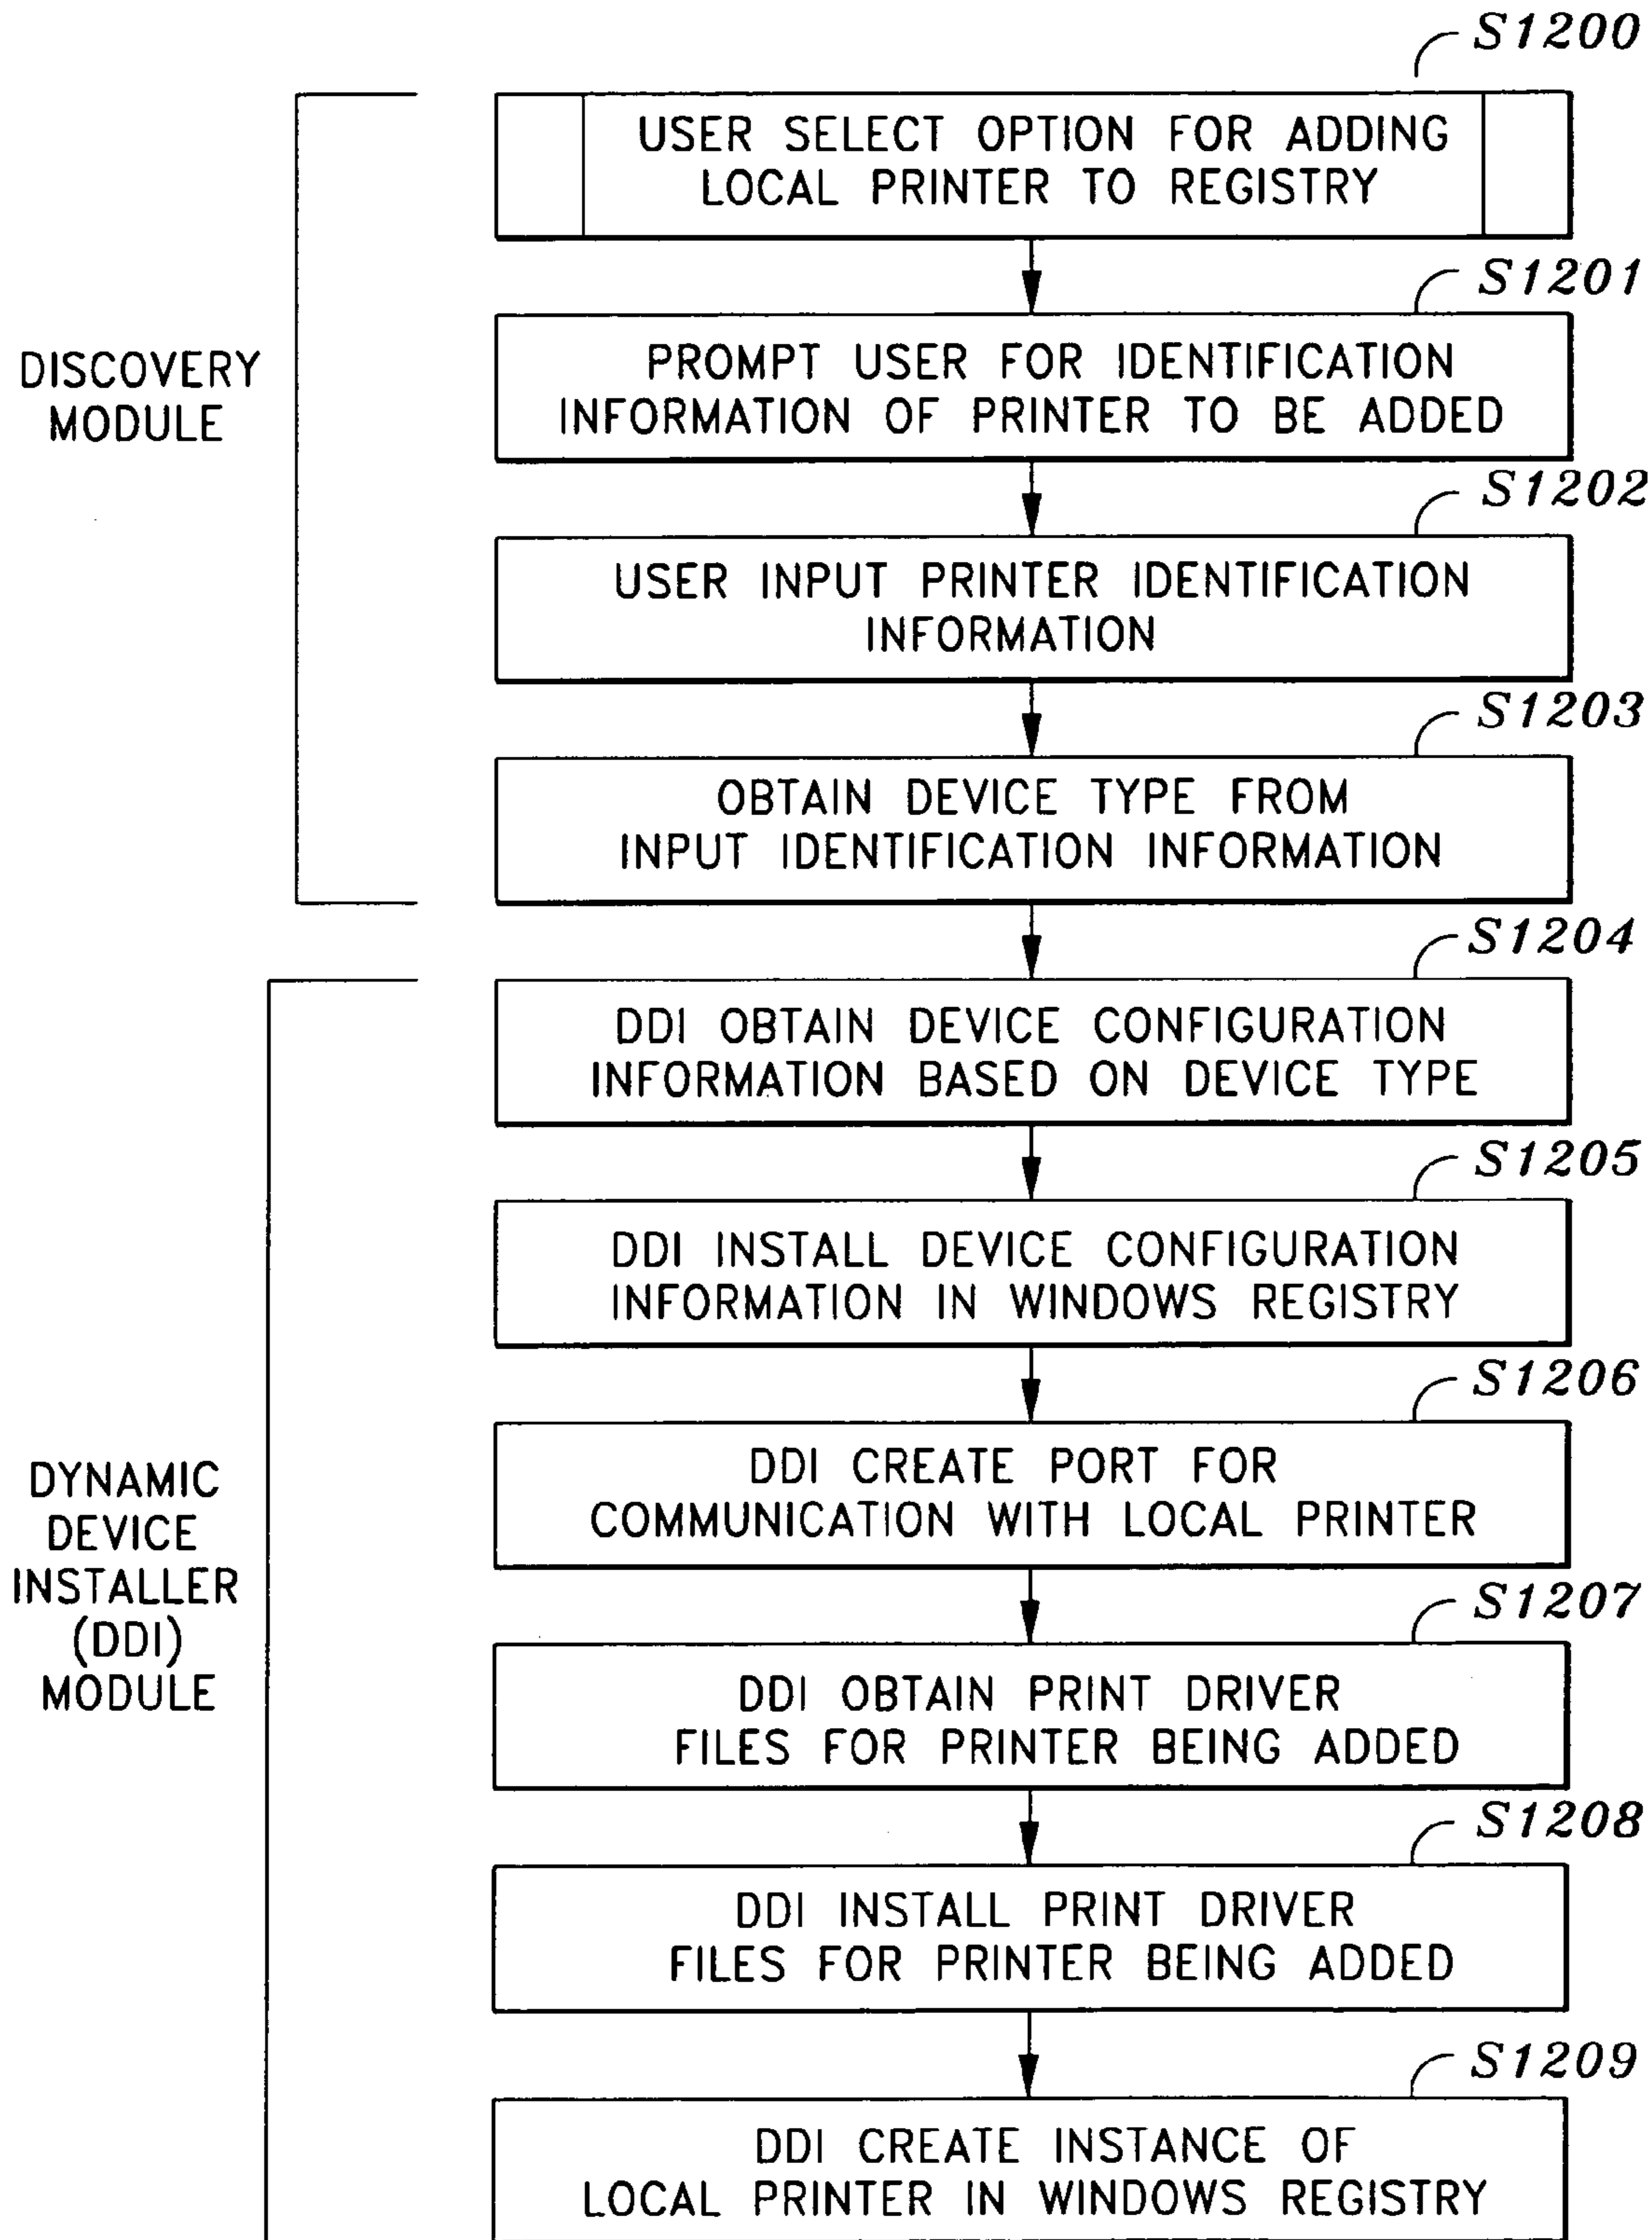 S1200
USER SELECT OPTION FOR ADDING
LOCAL PRINTER TO REGISTRY
S1201
PROMPT USER FOR IDENTIFICATION
INFORMATION OF PRINTER TO BE ADDED
DISCOVERY
MODULE
S1202
USER INPUT PRINTER IDENTIFICATION
INFORMATION
S1203
OBTAIN DEVICE TYPE FROM
INPUT IDENTIFICATION INFORMATION
S1204
DDI OBTAIN DEVICE CONFIGURATION
INFORMATION BASED ON DEVICE TYPE
S1205
DDI INSTALL DEVICE CONFIGURATION
INFORMATION IN WINDOWS REGISTRY
S1206
DDI CREATE PORT FOR
COMMUNICATION WITH LOCAL PRINTER
DYNAMIC
DEVICE
INSTALLER
(DDI)
MODULE
S1207
DDI OBTAIN PRINT DRIVER
FILES FOR PRINTER BEING ADDED
S1208
DDI INSTALL PRINT DRIVER
FILES FOR PRINTER BEING ADDED
S1209
DDI CREATE INSTANCE OF
LOCAL PRINTER IN WINDOWS REGISTRY